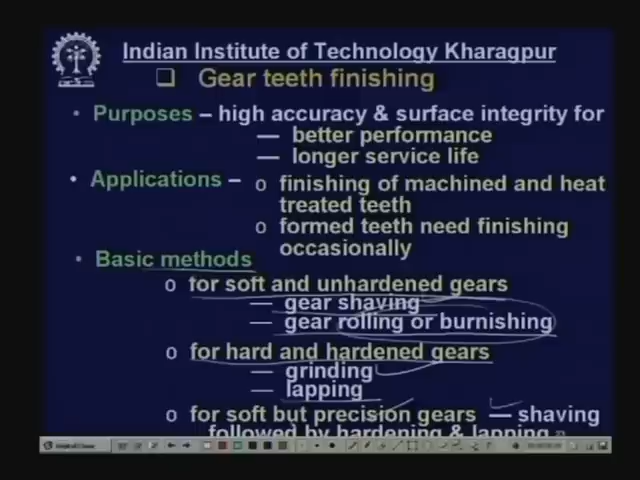 Indian Institute of Technology Kharagpur
❑ Gear teeth finishing
• Purposes – high accuracy & surface integrity for
— better performance
— longer service life
• Applications – o finishing of machined and heat
treated teeth
o formed teeth need finishing
occasionally
• Basic methods
o for soft and unhardened gears
— gear shaving
— gear rolling or burnishing
o for hard and hardened gears
— grinding
— lapping
o for soft but precision gears — shaving
followed by hardening & lapping